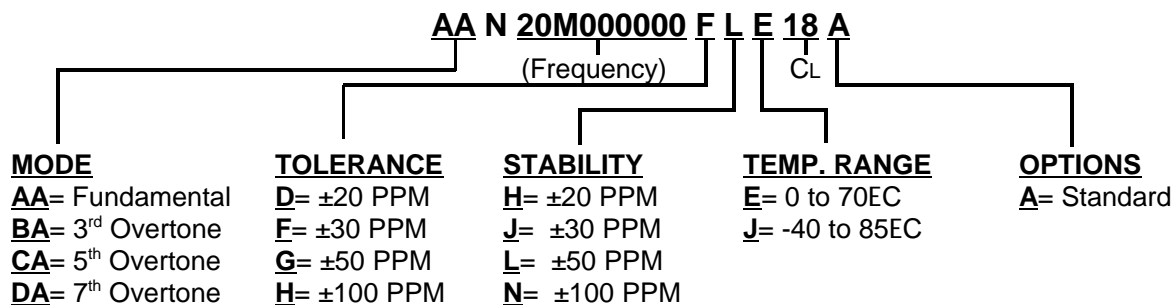 AA N 20M000000 F L E 18 A
(Frequency) CL
MODE TOLERANCE STABILITY TEMP. RANGE OPTIONS
AA= Fundamental D= ±20 PPM H= ±20 PPM E= 0 to 70EC A= Standard
BA= 3rd Overtone F= ±30 PPM J= ±30 PPM J= -40 to 85EC
CA= 5th Overtone G= ±50 PPM L= ±50 PPM
DA= 7th Overtone H= ±100 PPM N= ±100 PPM